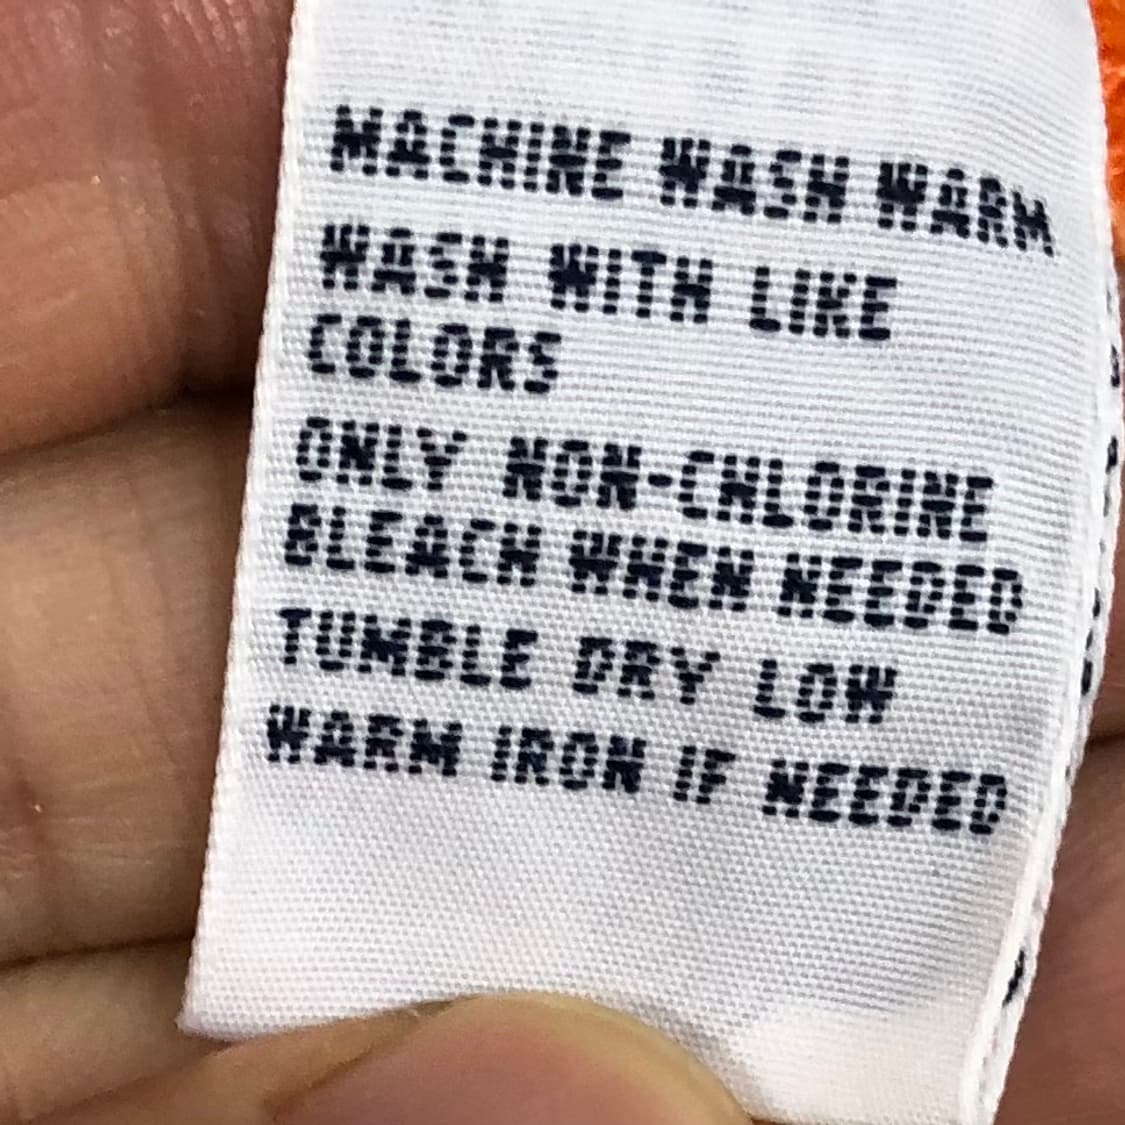 MACHINE WASH WARM
WASH WITH LIKE
COLORS
ONLY NON-CHLORINE
BLEACH WHEN NEEDED
TUMBLE DRY LOW
WARM IRON IF NEEDED